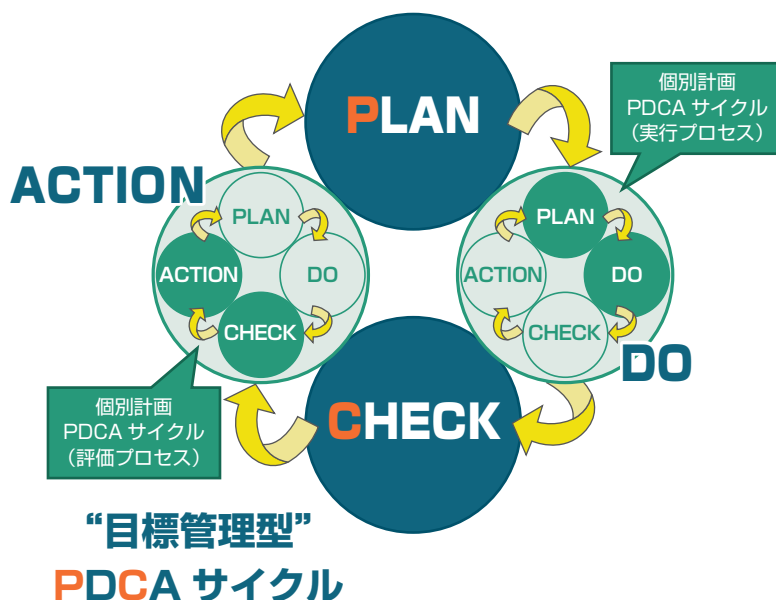 PLAN
個別計画
PDCA サイクル
（実行プロセス）
ACTION
PLAN
DO
CHECK
ACTION
PLAN
DO
CHECK
ACTION
DO
CHECK
個別計画
PDCA サイクル
（評価プロセス）
“目標管理型”
PDCA サイクル